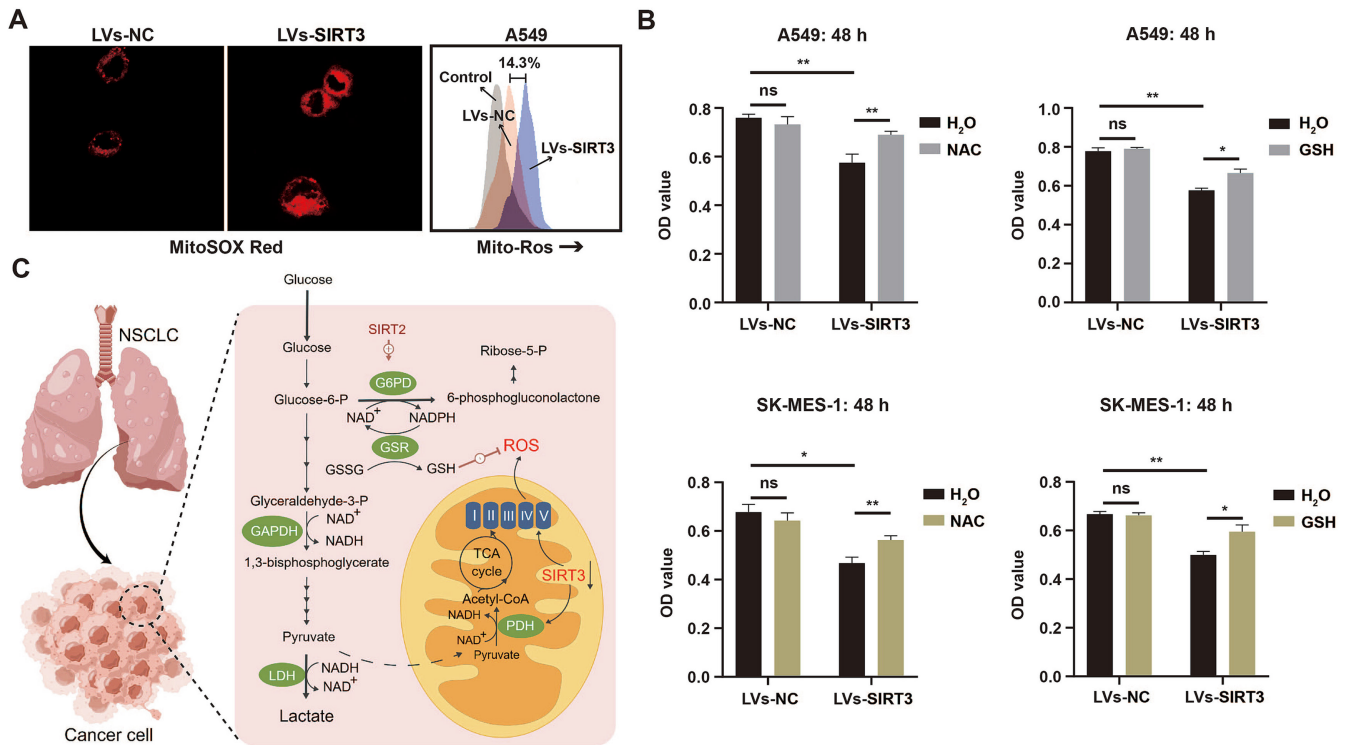 A
LVs-NC
LVs-SIRT3
A549
Control
14.3%
LVs-NC
LVs-SIRT3
MitoSOX Red
Mito-Ros →
B
A549: 48 h
**
ns
**
0.8
0.6
0.4
0.2
0.0
OD value
LVs-NC
LVs-SIRT3
H₂O
NAC
A549: 48 h
**
ns
*
1.0
0.8
0.6
0.4
0.2
0.0
OD value
LVs-NC
LVs-SIRT3
H₂O
GSH
SK-MES-1: 48 h
*
ns
**
0.8
0.6
0.4
0.2
0.0
OD value
LVs-NC
LVs-SIRT3
H₂O
NAC
SK-MES-1: 48 h
**
ns
*
0.8
0.6
0.4
0.2
0.0
OD value
LVs-NC
LVs-SIRT3
H₂O
GSH
C
NSCLC
Cancer cell
Glucose
Glucose
SIRT2
+
G6PD
Ribose-5-P
Glucose-6-P
6-phosphogluconolactone
NAD+
NADPH
GSR
GSSG
GSH
ROS
Glyceraldehyde-3-P
GAPDH
NAD+
NADH
1,3-bisphosphoglycerate
I II III IV V
TCA
cycle
SIRT3
Acetyl-CoA
NADH
PDH
NAD+
Pyruvate
Pyruvate
LDH
NADH
NAD+
Lactate